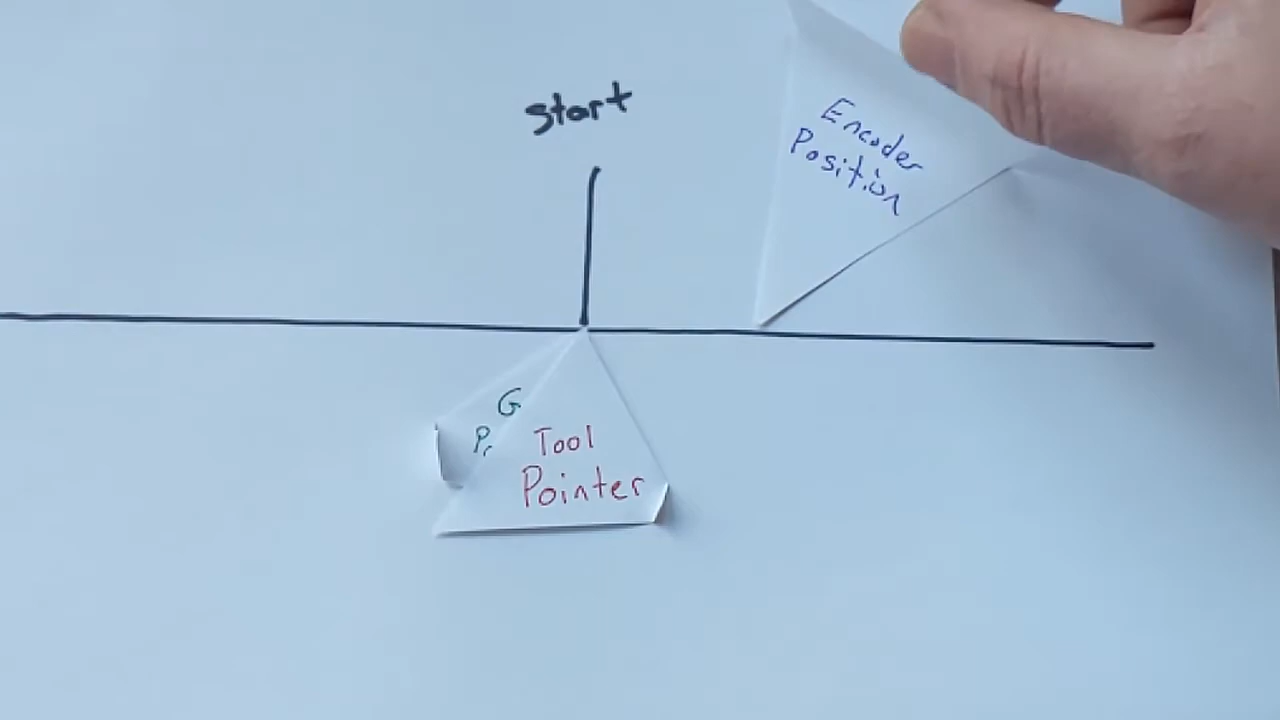 Start
Encoder
Position
G
Tool
Pointer